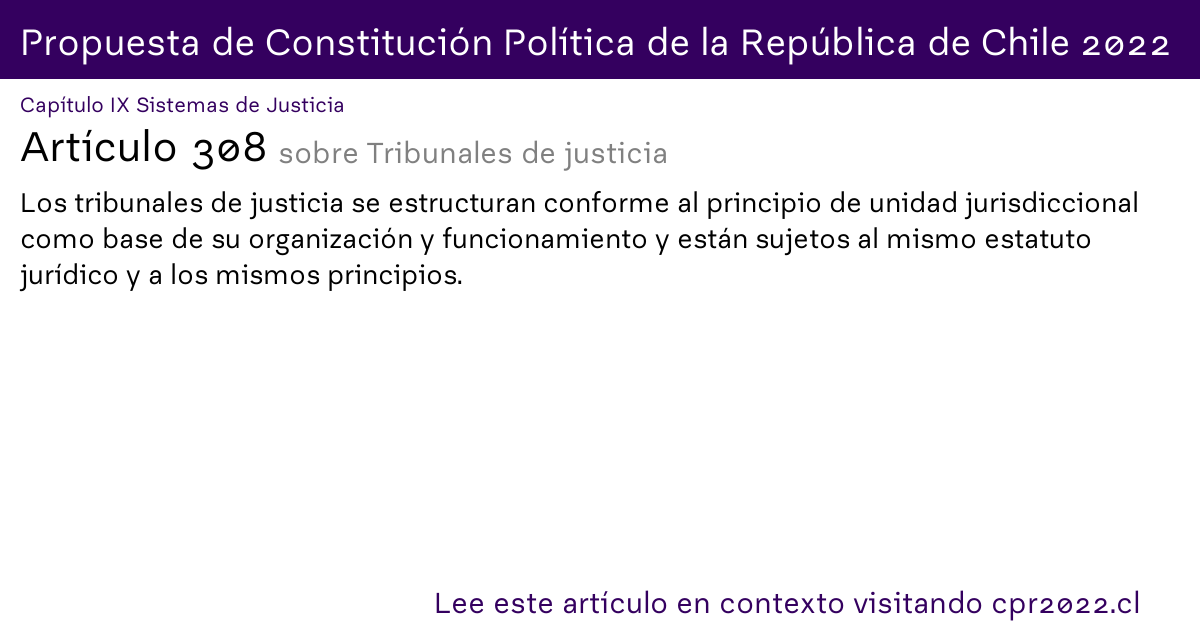 Propuesta de Constitución Política de la República de Chile 2022
Capítulo IX Sistemas de Justicia
Artículo 308 sobre Tribunales de justicia
Los tribunales de justicia se estructuran conforme al principio de unidad jurisdiccional
como base de su organización y funcionamiento y están sujetos al mismo estatuto
jurídico y a los mismos principios.
Lee este artículo en contexto visitando cpr2022.cl